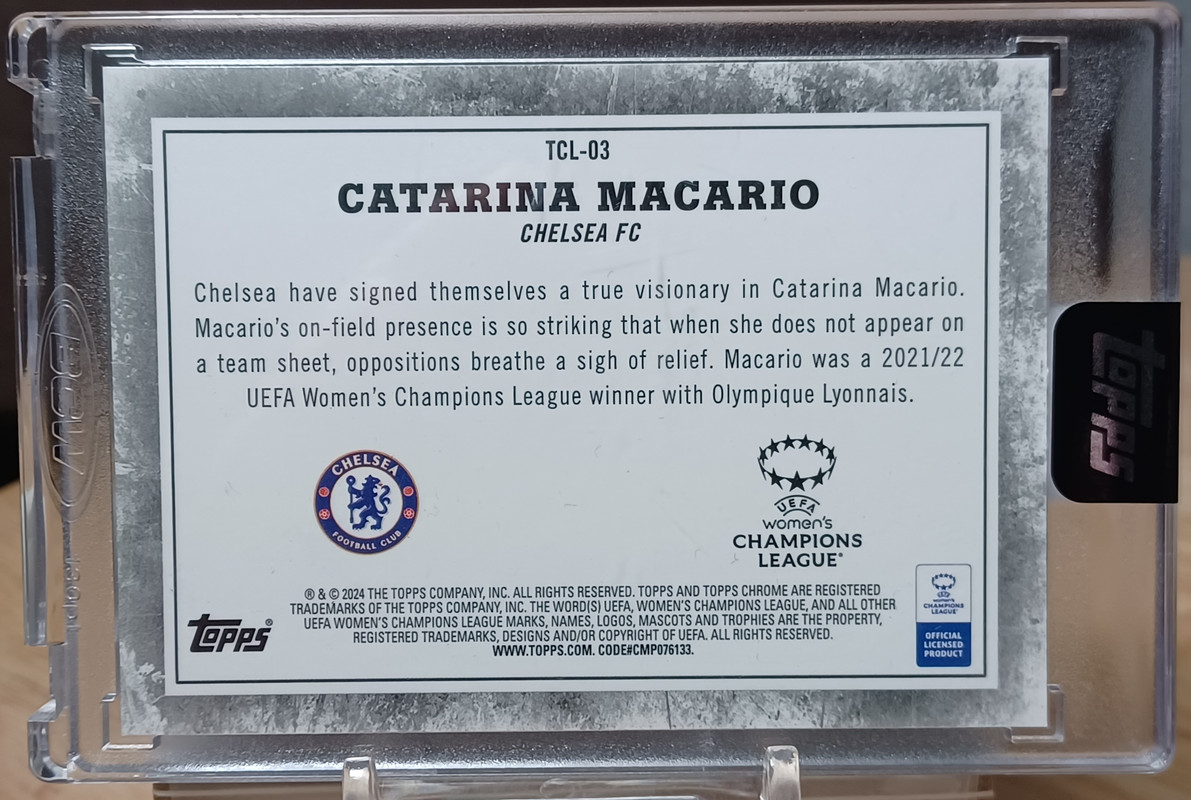 TCL-03
CATARINA MACARIO
CHELSEA FC
Chelsea have signed themselves a true visionary in Catarina Macario.
Macario's on-field presence is so striking that when she does not appear on
a team sheet, oppositions breathe a sigh of relief. Macario was a 2021/22
UEFA Women's Champions League winner with Olympique Lyonnais.
CHELSEA
FOOTBALL CLUB
UEFA
women's
CHAMPIONS
LEAGUE®
® & © 2024 THE TOPPS COMPANY, INC. ALL RIGHTS RESERVED. TOPPS AND TOPPS CHROME ARE REGISTERED
TRADEMARKS OF THE TOPPS COMPANY, INC. THE WORD(S) UEFA, WOMEN'S CHAMPIONS LEAGUE, AND ALL OTHER
UEFA WOMEN'S CHAMPIONS LEAGUE MARKS, NAMES, LOGOS, MASCOTS AND TROPHIES ARE THE PROPERTY,
REGISTERED TRADEMARKS, DESIGNS AND/OR COPYRIGHT OF UEFA. ALL RIGHTS RESERVED.
WWW.TOPPS.COM. CODE#CMP076133.
topps®
women's
CHAMPIONS
LEAGUE
OFFICIAL
LICENSED
PRODUCT
topps
BCW